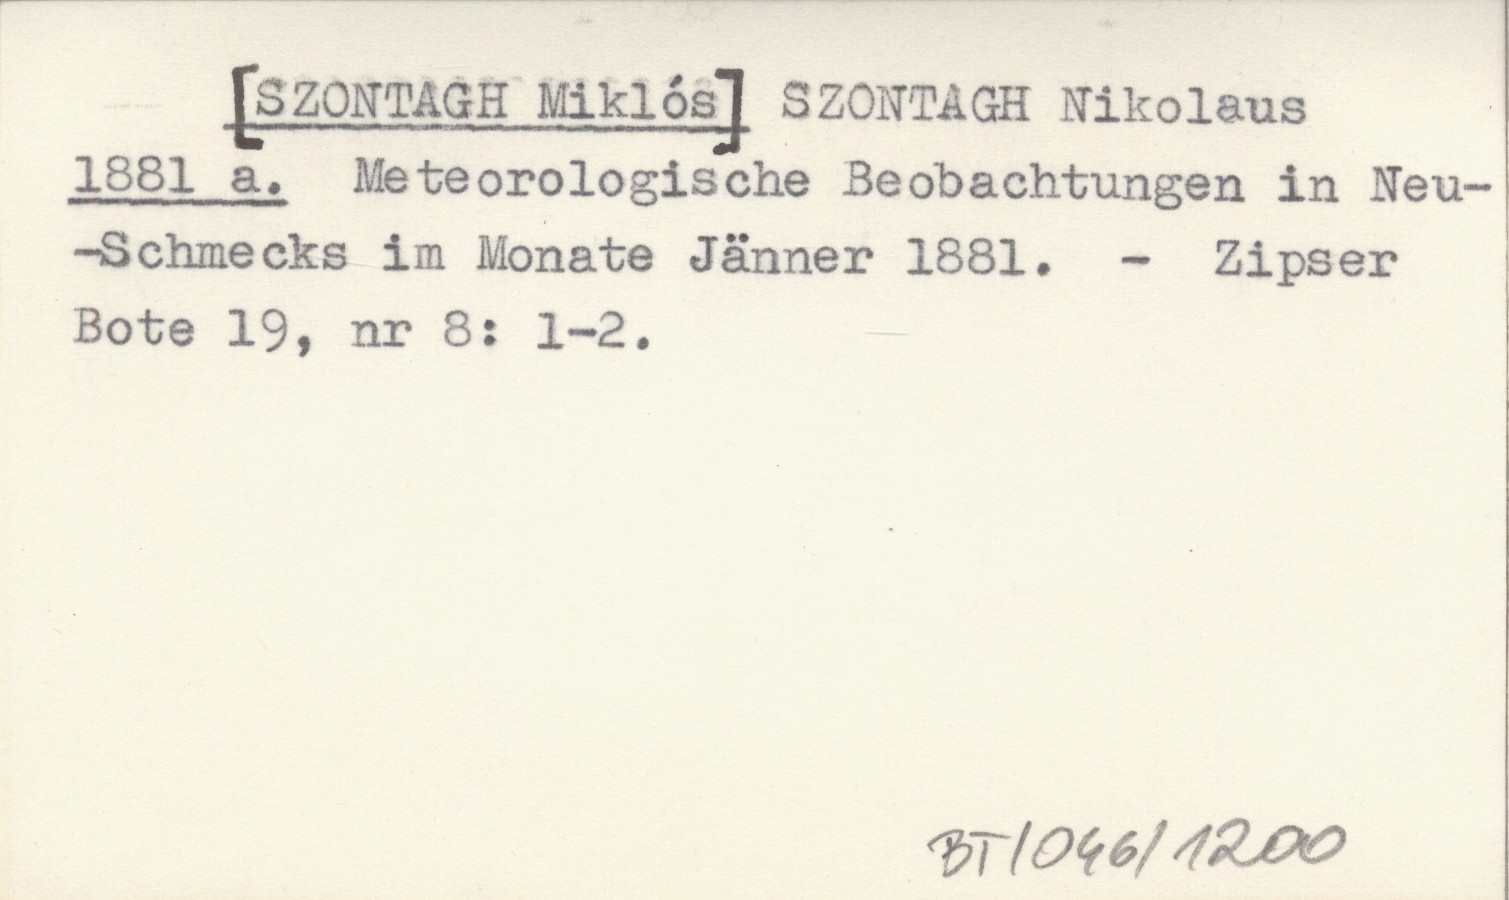 [SZONTAGH Miklós] SZONTAGH Nikolaus
1881 a. Meteorologische Beobachtungen in Neu-
-Schmecks im Monate Jänner 1881. - Zipser
Bote 19, nr 8: 1-2.
BT/046/1200